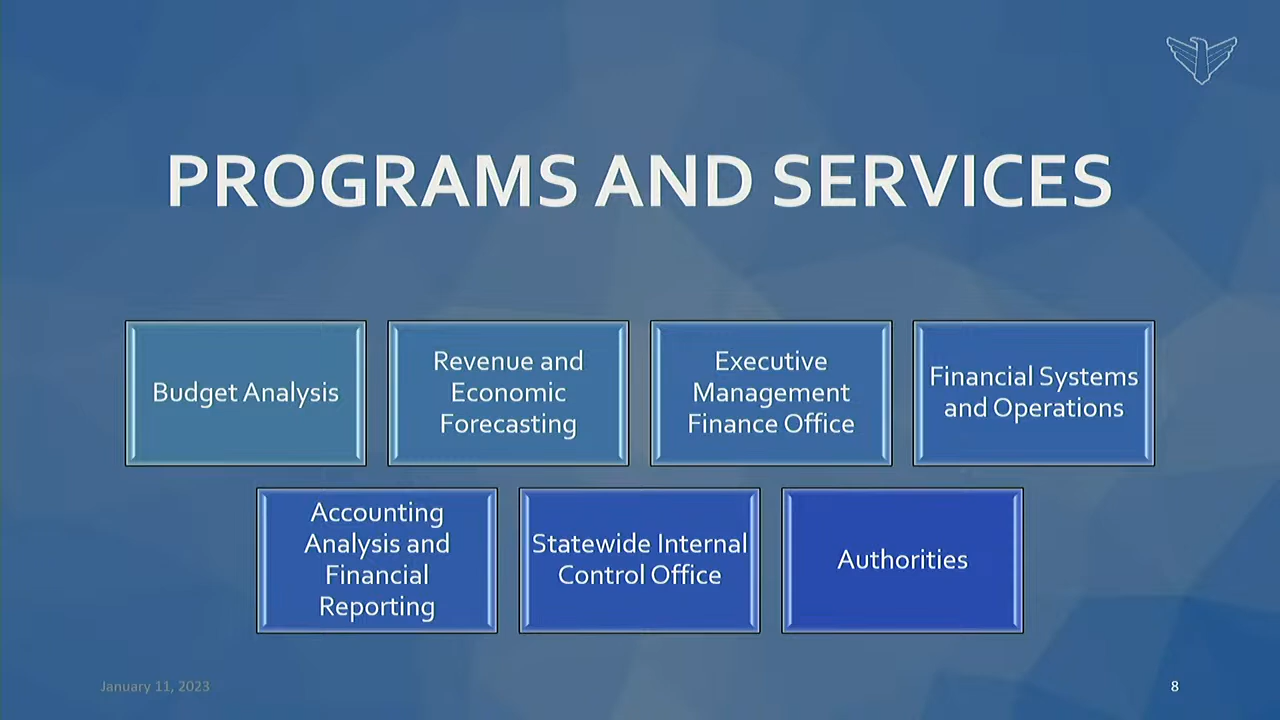 PROGRAMS AND SERVICES
Budget Analysis
Revenue and
Economic
Forecasting
Executive
Management
Finance Office
Financial Systems
and Operations
Accounting
Analysis and
Financial
Reporting
Statewide Internal
Control Office
Authorities
January 11, 2023
8